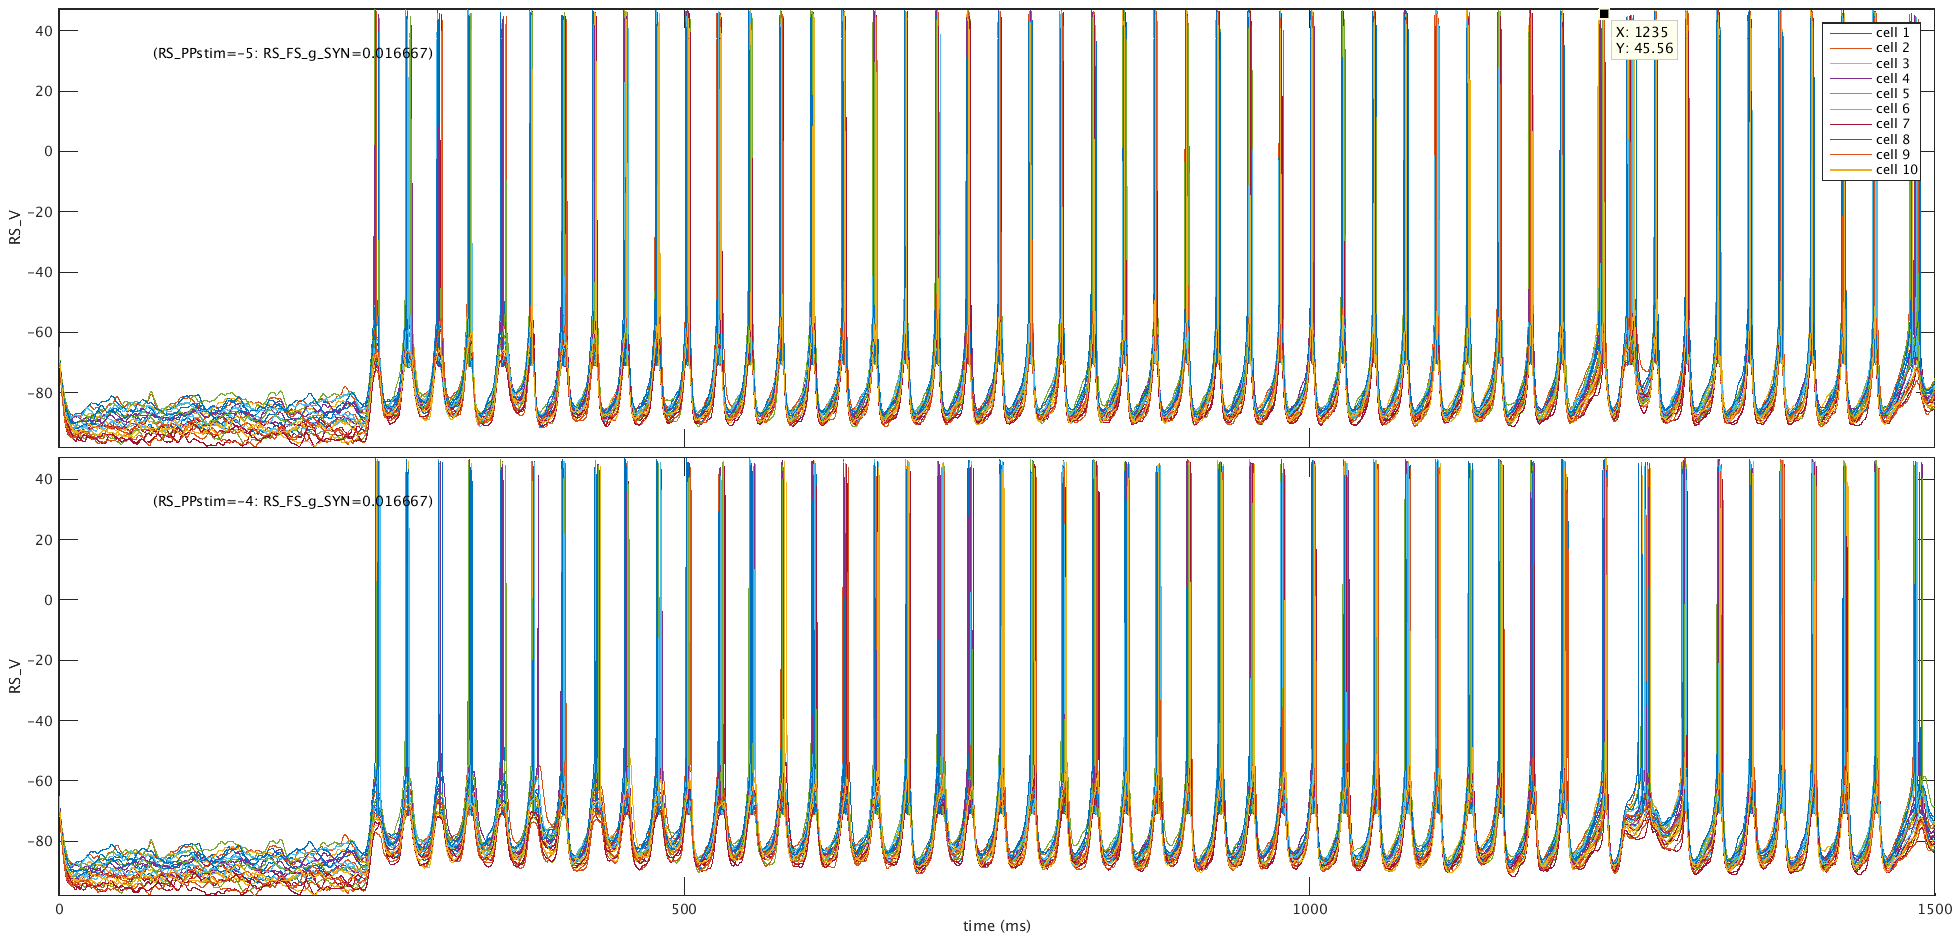 40
20
0
−20
−40
−60
−80
RS_V
(RS_PPstim=−5: RS_FS_g_SYN=0.016667)
X: 1235
Y: 45.56
cell 1
cell 2
cell 3
cell 4
cell 5
cell 6
cell 7
cell 8
cell 9
cell 10
40
20
0
−20
−40
−60
−80
RS_V
(RS_PPstim=−4: RS_FS_g_SYN=0.016667)
0
500
1000
1500
time (ms)